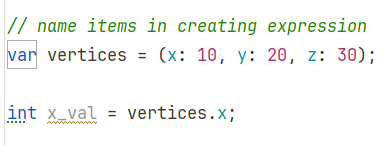 // name items in creating expression
var vertices = (x: 10, y: 20, z: 30);
int x_val = vertices.x;